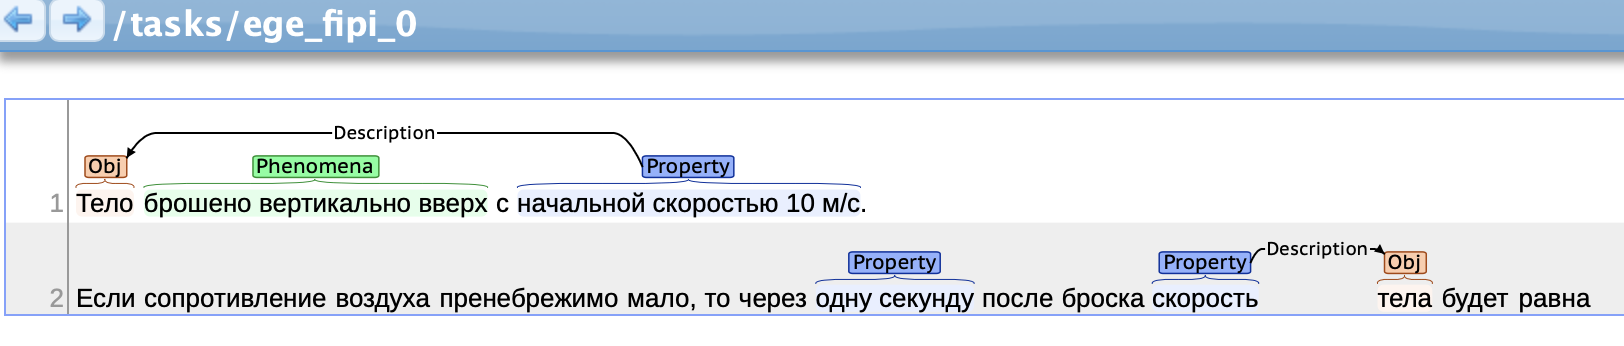 /tasks/ege_fipi_0
Description
Obj Phenomena Property
1 Тело брошено вертикально вверх с начальной скоростью 10 м/с.
Description
Property Property Obj
2 Если сопротивление воздуха пренебрежимо мало, то через одну секунду после броска скорость тела будет равна